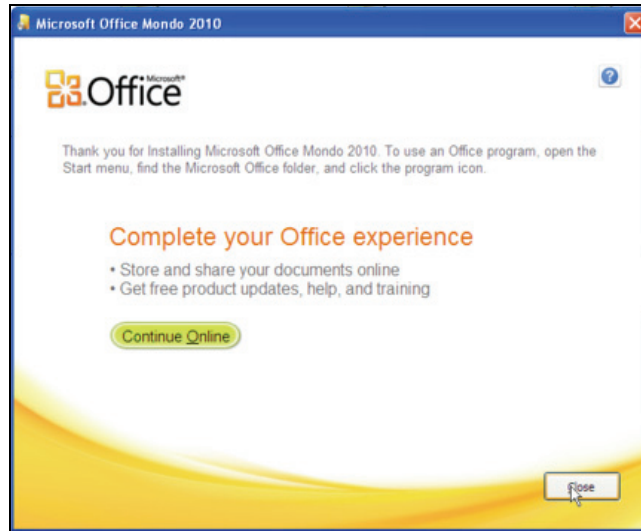 Microsoft Office Mondo 2010
Microsoft®
Office
Thank you for Installing Microsoft Office Mondo 2010. To use an Office program, open the
Start menu, find the Microsoft Office folder, and click the program icon.
Complete your Office experience
• Store and share your documents online
• Get free product updates, help, and training
Continue Online
Close